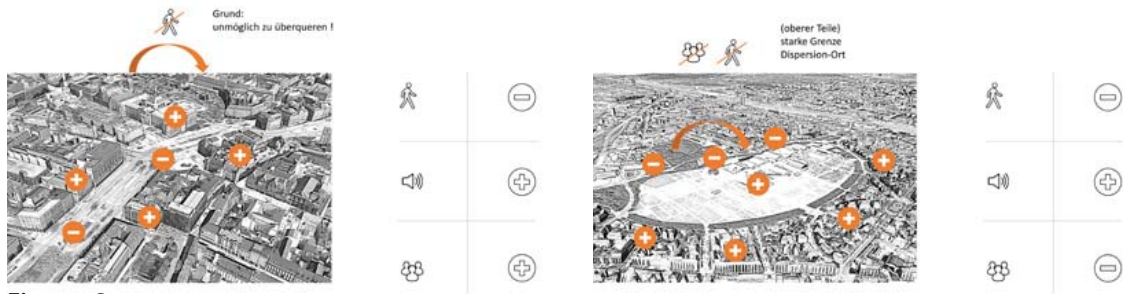 Grund:
unmöglich zu überqueren !
(oberer Teile)
starke Grenze
Dispersion-Ort